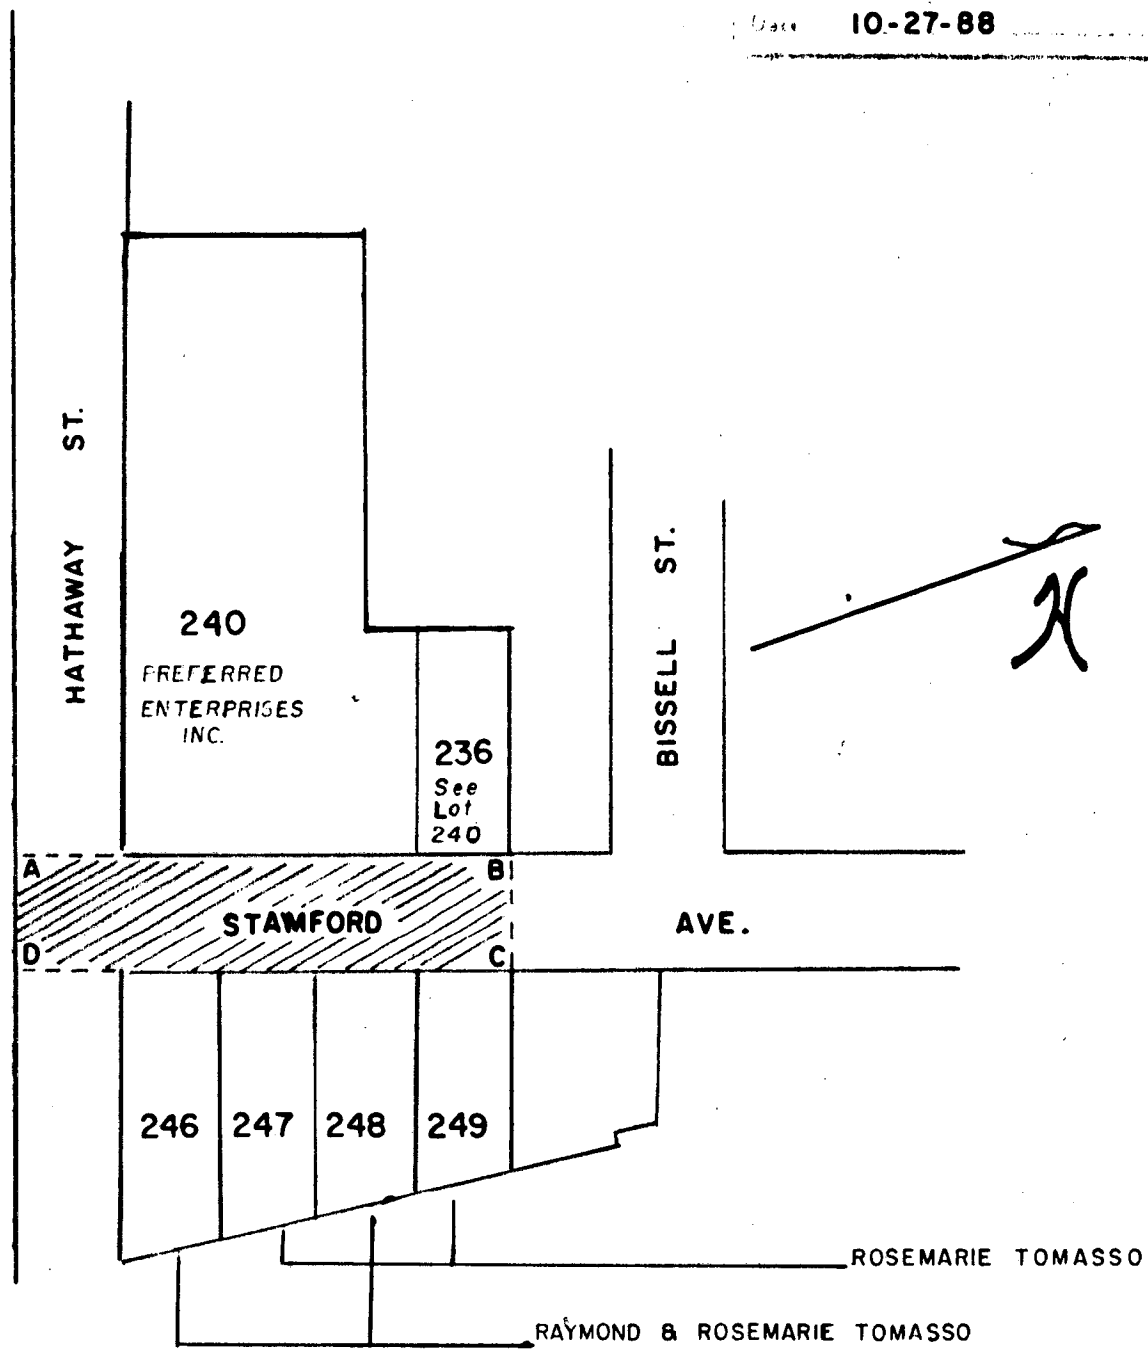 Date 10-27-88
HATHAWAY ST.
240
PREFERRED
ENTERPRISES
INC.
236
See
Lot
240
BISSELL ST.
N
A
B
STAMFORD AVE.
D
C
246 247 248 249
ROSEMARIE TOMASSO
RAYMOND & ROSEMARIE TOMASSO